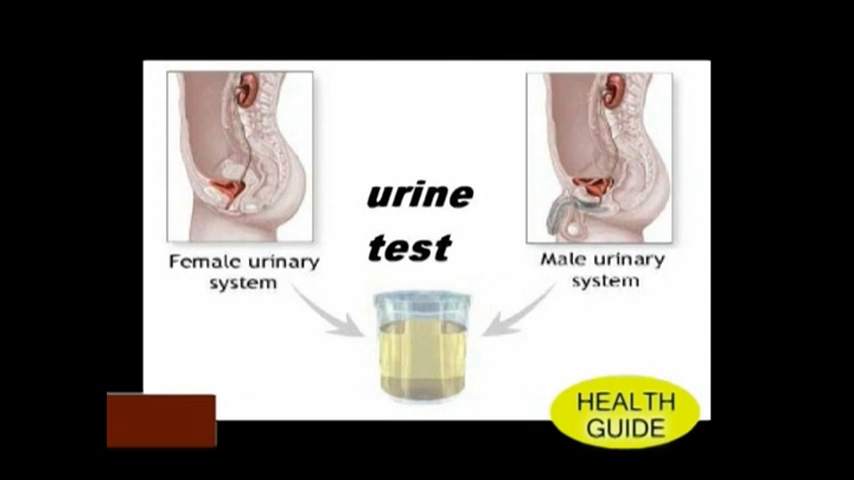 urine
test
Female urinary
system
Male urinary
system
HEALTH
GUIDE